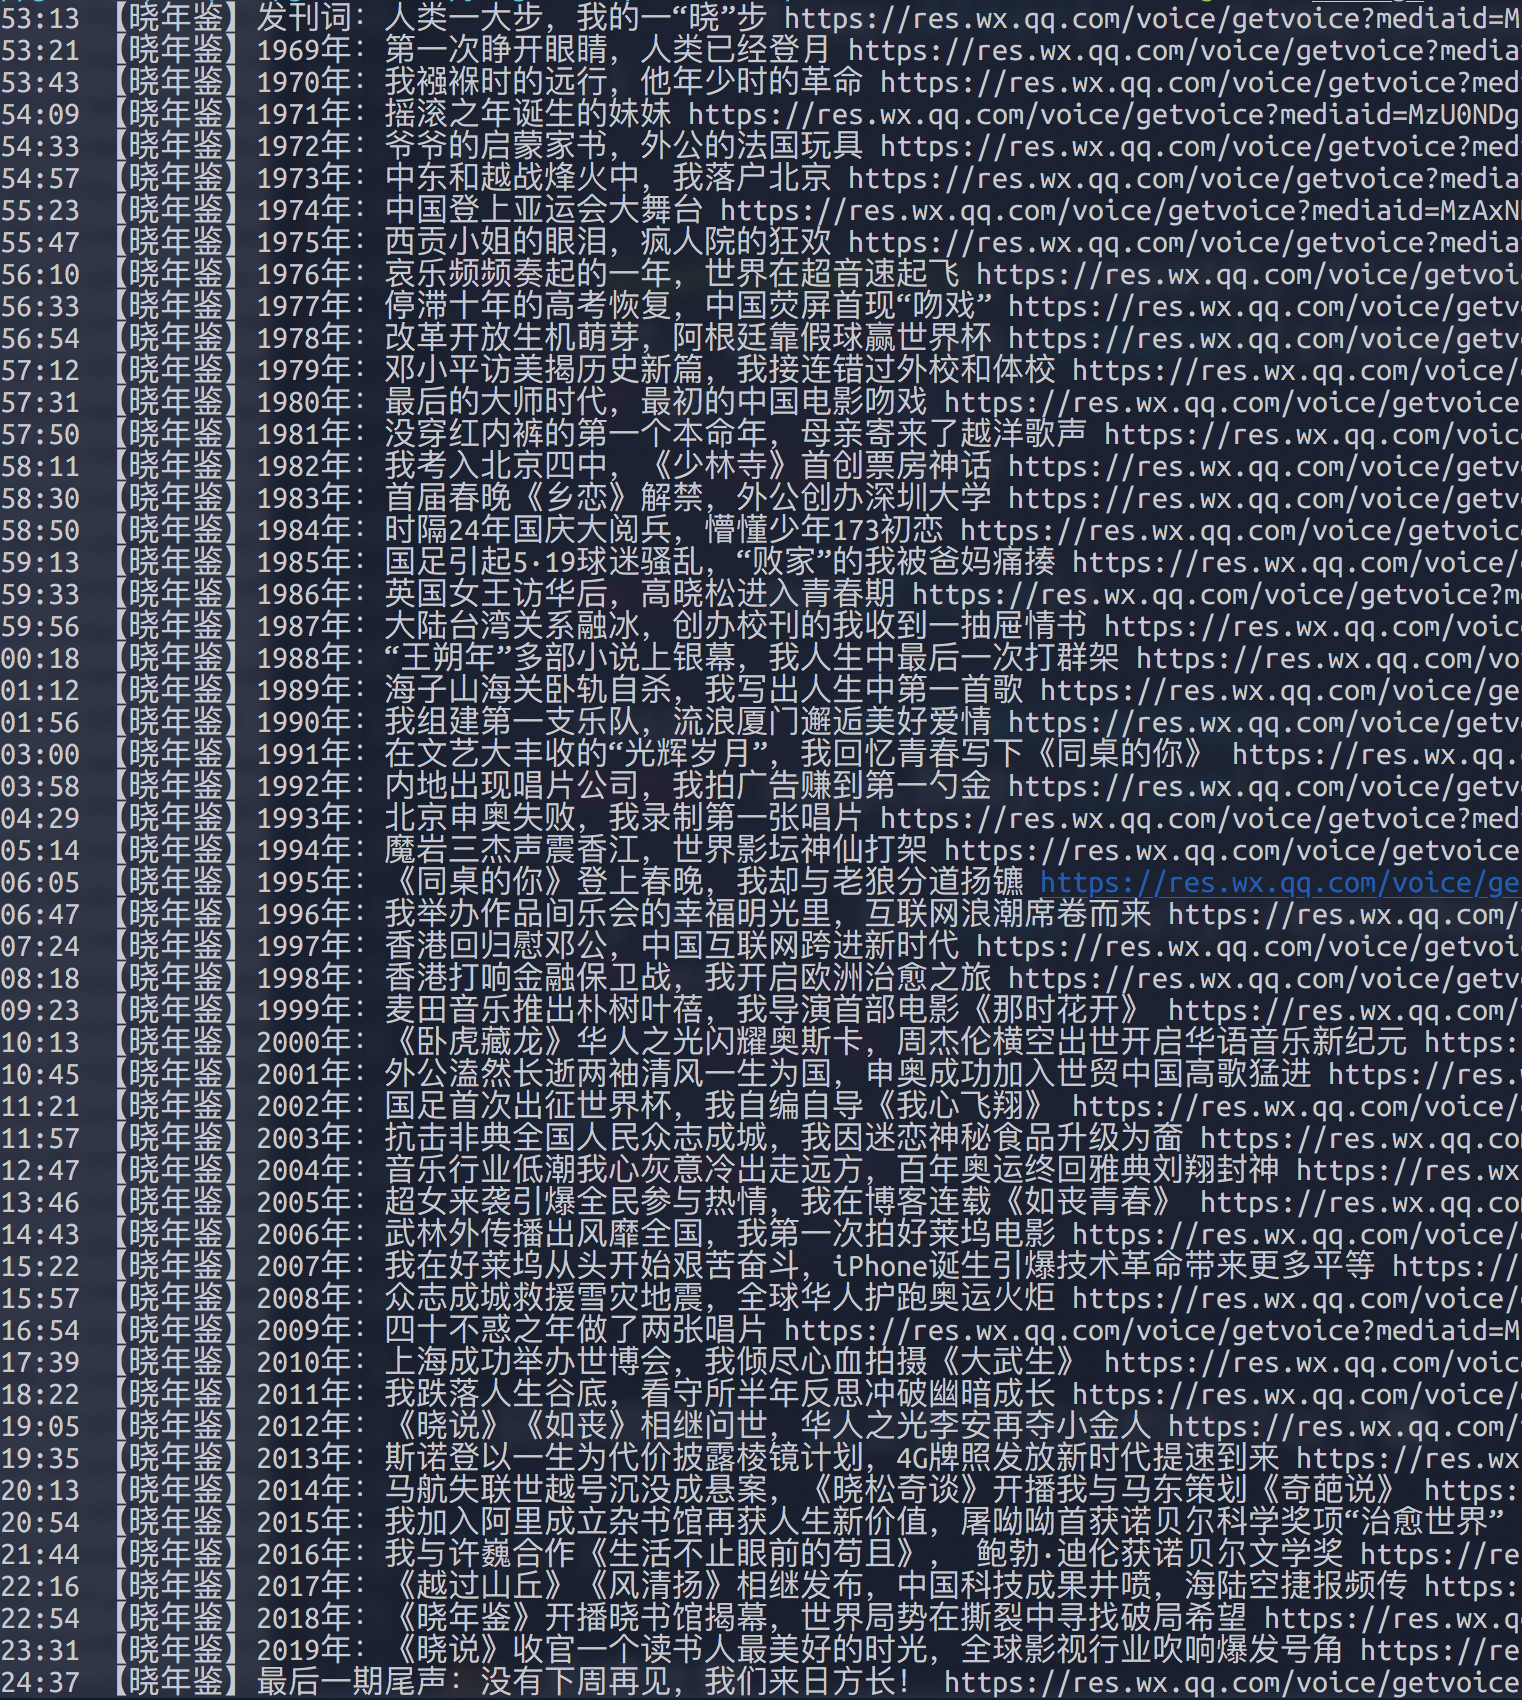 53:13 【晓年鉴】发刊词：人类一大步，我的一“晓”步 https://res.wx.qq.com/voice/getvoice?mediaid=M
53:21 【晓年鉴】1969年：第一次睁开眼睛，人类已经登月 https://res.wx.qq.com/voice/getvoice?media
53:43 【晓年鉴】1970年：我襁褓时的远行，他年少时的革命 https://res.wx.qq.com/voice/getvoice?med
54:09 【晓年鉴】1971年：摇滚之年诞生的妹妹 https://res.wx.qq.com/voice/getvoice?mediaid=MzU0NDg
54:33 【晓年鉴】1972年：爷爷的启蒙家书，外公的法国玩具 https://res.wx.qq.com/voice/getvoice?med
54:57 【晓年鉴】1973年：中东和越战烽火中，我落户北京 https://res.wx.qq.com/voice/getvoice?media
55:23 【晓年鉴】1974年：中国登上亚运会大舞台 https://res.wx.qq.com/voice/getvoice?mediaid=MzAxN
55:47 【晓年鉴】1975年：西贡小姐的眼泪，疯人院的狂欢 https://res.wx.qq.com/voice/getvoice?media
56:10 【晓年鉴】1976年：哀乐频频奏起的一年，世界在超音速起飞 https://res.wx.qq.com/voice/getvoi
56:33 【晓年鉴】1977年：停滞十年的高考恢复，中国荧屏首现“吻戏” https://res.wx.qq.com/voice/getv
56:54 【晓年鉴】1978年：改革开放生机萌芽，阿根廷靠假球赢世界杯 https://res.wx.qq.com/voice/getv
57:12 【晓年鉴】1979年：邓小平访美揭历史新篇，我接连错过外校和体校 https://res.wx.qq.com/voice/
57:31 【晓年鉴】1980年：最后的大师时代，最初的中国电影吻戏 https://res.wx.qq.com/voice/getvoice
57:50 【晓年鉴】1981年：没穿红内裤的第一个本命年，母亲寄来了越洋歌声 https://res.wx.qq.com/voic
58:11 【晓年鉴】1982年：我考入北京四中，《少林寺》首创票房神话 https://res.wx.qq.com/voice/getv
58:30 【晓年鉴】1983年：首届春晚《乡恋》解禁，外公创办深圳大学 https://res.wx.qq.com/voice/getv
58:50 【晓年鉴】1984年：时隔24年国庆大阅兵，懵懂少年173初恋 https://res.wx.qq.com/voice/getvoic
59:13 【晓年鉴】1985年：国足引起5·19球迷骚乱，“败家”的我被爸妈痛揍 https://res.wx.qq.com/voice/
59:33 【晓年鉴】1986年：英国女王访华后，高晓松进入青春期 https://res.wx.qq.com/voice/getvoice?m
59:56 【晓年鉴】1987年：大陆台湾关系融冰，创办校刊的我收到一抽屉情书 https://res.wx.qq.com/voic
00:18 【晓年鉴】1988年：“王朔年”多部小说上银幕，我人生中最后一次打群架 https://res.wx.qq.com/vo
01:12 【晓年鉴】1989年：海子山海关卧轨自杀，我写出人生中第一首歌 https://res.wx.qq.com/voice/ge
01:56 【晓年鉴】1990年：我组建第一支乐队，流浪厦门邂逅美好爱情 https://res.wx.qq.com/voice/getv
03:00 【晓年鉴】1991年：在文艺大丰收的“光辉岁月”，我回忆青春写下《同桌的你》 https://res.wx.qq.
03:58 【晓年鉴】1992年：内地出现唱片公司，我拍广告赚到第一勺金 https://res.wx.qq.com/voice/getv
04:29 【晓年鉴】1993年：北京申奥失败，我录制第一张唱片 https://res.wx.qq.com/voice/getvoice?med
05:14 【晓年鉴】1994年：魔岩三杰声震香江，世界影坛神仙打架 https://res.wx.qq.com/voice/getvoice
06:05 【晓年鉴】1995年：《同桌的你》登上春晚，我却与老狼分道扬镳 https://res.wx.qq.com/voice/ge
06:47 【晓年鉴】1996年：我举办作品间乐会的幸福明光里，互联网浪潮席卷而来 https://res.wx.qq.com/
07:24 【晓年鉴】1997年：香港回归慰邓公，中国互联网跨进新时代 https://res.wx.qq.com/voice/getvoi
08:18 【晓年鉴】1998年：香港打响金融保卫战，我开启欧洲治愈之旅 https://res.wx.qq.com/voice/getv
09:23 【晓年鉴】1999年：麦田音乐推出朴树叶蓓，我导演首部电影《那时花开》 https://res.wx.qq.com/
10:13 【晓年鉴】2000年：《卧虎藏龙》华人之光闪耀奥斯卡，周杰伦横空出世开启华语音乐新纪元 https:
10:45 【晓年鉴】2001年：外公溘然长逝两袖清风一生为国，申奥成功加入世贸中国高歌猛进 https://res.
11:21 【晓年鉴】2002年：国足首次出征世界杯，我自编自导《我心飞翔》 https://res.wx.qq.com/voice/
11:57 【晓年鉴】2003年：抗击非典全国人民众志成城，我因迷恋神秘食品升级为奤 https://res.wx.qq.co
12:47 【晓年鉴】2004年：音乐行业低潮我心灰意冷出走远方，百年奥运终回雅典刘翔封神 https://res.wx
13:46 【晓年鉴】2005年：超女来袭引爆全民参与热情，我在博客连载《如丧青春》 https://res.wx.qq.co
14:43 【晓年鉴】2006年：武林外传播出风靡全国，我第一次拍好莱坞电影 https://res.wx.qq.com/voice/
15:22 【晓年鉴】2007年：我在好莱坞从头开始艰苦奋斗，iPhone诞生引爆技术革命带来更多平等 https://
15:57 【晓年鉴】2008年：众志成城救援雪灾地震，全球华人护跑奥运火炬 https://res.wx.qq.com/voice/
16:54 【晓年鉴】2009年：四十不惑之年做了两张唱片 https://res.wx.qq.com/voice/getvoice?mediaid=M
17:39 【晓年鉴】2010年：上海成功举办世博会，我倾尽心血拍摄《大武生》 https://res.wx.qq.com/voic
18:22 【晓年鉴】2011年：我跌落人生谷底，看守所半年反思冲破幽暗成长 https://res.wx.qq.com/voice/
19:05 【晓年鉴】2012年：《晓说》《如丧》相继问世，华人之光李安再夺小金人 https://res.wx.qq.com/
19:35 【晓年鉴】2013年：斯诺登以一生为代价披露棱镜计划，4G牌照发放新时代提速到来 https://res.wx
20:13 【晓年鉴】2014年：马航失联世越号沉没成悬案，《晓松奇谈》开播我与马东策划《奇葩说》 https:
20:54 【晓年鉴】2015年：我加入阿里成立杂书馆再获人生新价值，屠呦呦首获诺贝尔科学奖项“治愈世界”
21:44 【晓年鉴】2016年：我与许巍合作《生活不止眼前的苟且》， 鲍勃·迪伦获诺贝尔文学奖 https://re
22:16 【晓年鉴】2017年：《越过山丘》《风清扬》相继发布，中国科技成果井喷，海陆空捷报频传 https:
22:54 【晓年鉴】2018年：《晓年鉴》开播晓书馆揭幕，世界局势在撕裂中寻找破局希望 https://res.wx.q
23:31 【晓年鉴】2019年：《晓说》收官一个读书人最美好的时光，全球影视行业吹响爆发号角 https://re
24:37 【晓年鉴】最后一期尾声：没有下周再见，我们来日方长！ https://res.wx.qq.com/voice/getvoice